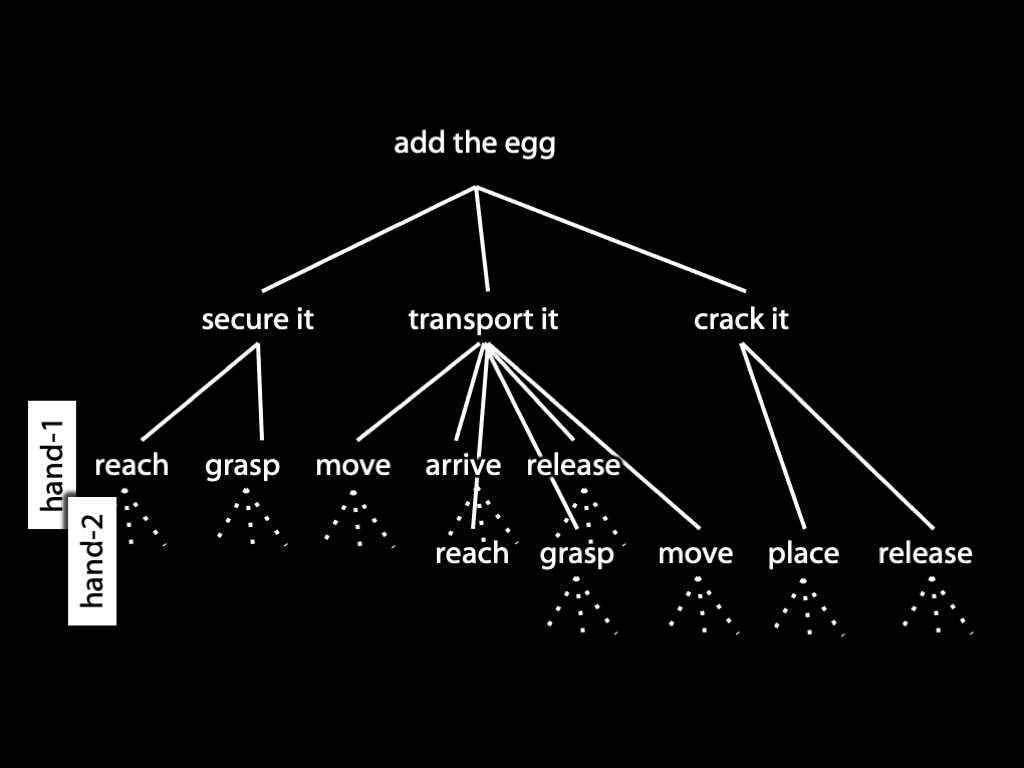 add the egg
secure it
transport it
crack it
hand-1
reach
grasp
move
arrive
release
hand-2
reach
grasp
move
place
release